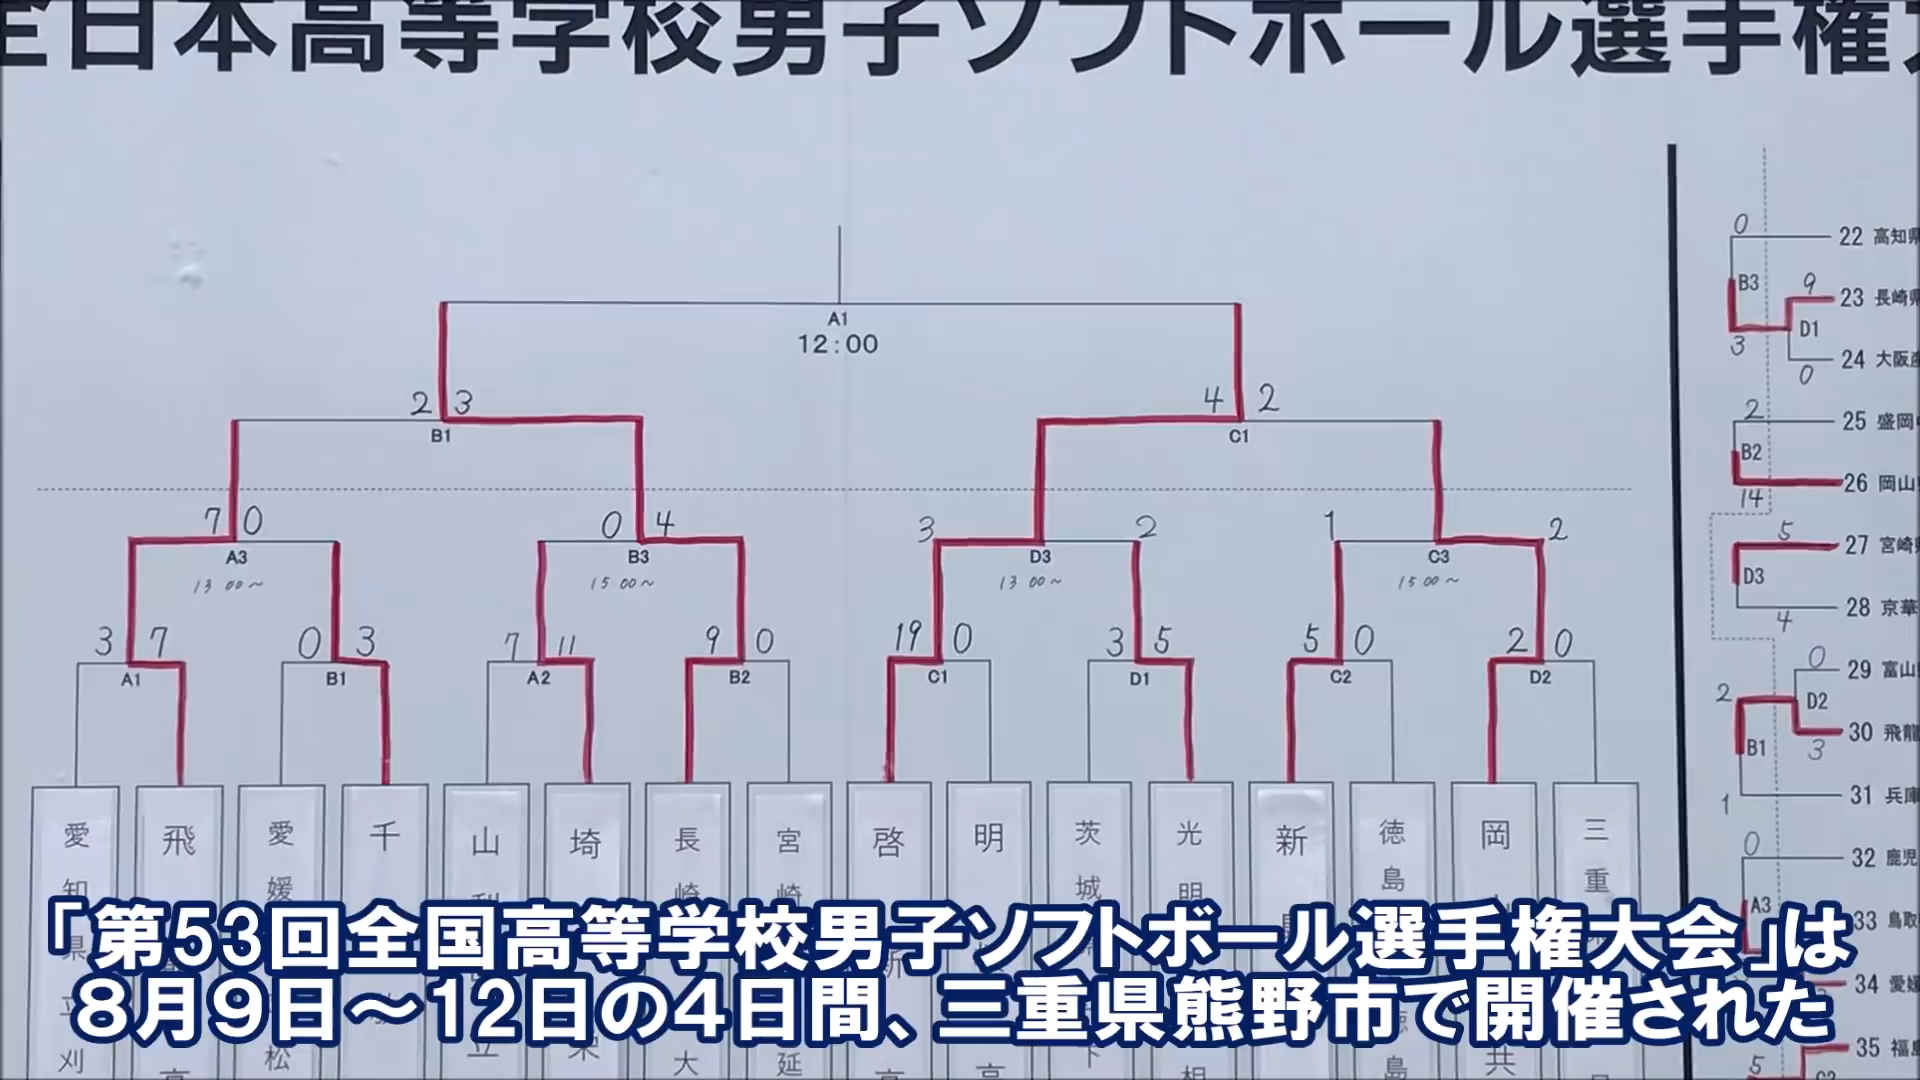 全日本高等学校男子ソフトボール選手権
A1
12:00
2 3
B1
4 2
C1
7 0
A3
13 00~
0 4
B3
15 00~
3 2
D3
13 00~
1 2
C3
15 00~
3 7
A1
0 3
B1
7 11
A2
9 0
B2
19 0
C1
3 5
D1
5 0
C2
2 0
D2
愛知
飛
愛媛
千
山
埼
長崎
宮崎
啓
明
茨城
光明
新
徳島
岡
三重
0
22 高知県
B3
9
23 長崎県
D1
3
24 大阪
0
2
25 盛岡
B2
26 岡山
14
5
27 宮崎
D3
28 京華
4
0
29 富山
2
D2
30 飛龍
3
B1
31 兵庫
1
0
32 鹿児
A3
33 鳥取
34 愛媛
35 福島
5
「第53回全国高等学校男子ソフトボール選手権大会」は
8月9日～12日の4日間、三重県熊野市で開催された